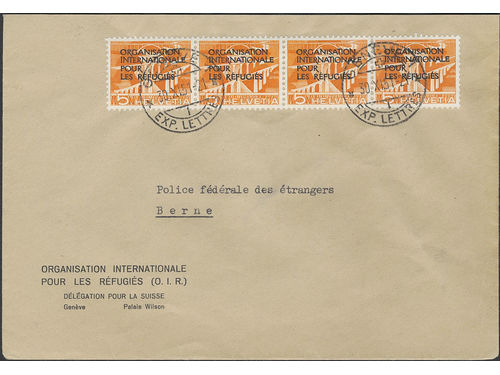 ORGANISATION INTERNATIONALE POUR LES RÉFUGIÉS
ORGANISATION INTERNATIONALE POUR LES RÉFUGIÉS
ORGANISATION INTERNATIONALE POUR LES RÉFUGIÉS
ORGANISATION INTERNATIONALE POUR LES RÉFUGIÉS
5 HELVETIA
5 HELVETIA
5 HELVETIA
5 HELVETIA
EXP. LETTRES
EXP. LETTRES
Police fédérale des étrangers
Berne
ORGANISATION INTERNATIONALE
POUR LES RÉFUGIÉS (O. I. R.)
DÉLÉGATION POUR LA SUISSE
Genève Palais Wilson